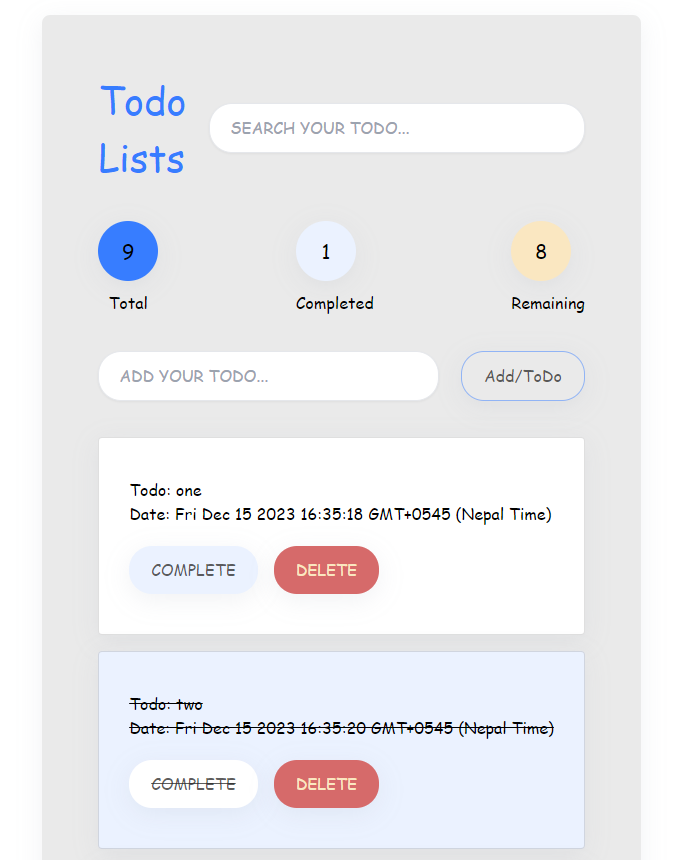 Todo
Lists
SEARCH YOUR TODO...
9
1
8
Total
Completed
Remaining
ADD YOUR TODO...
Add/ToDo
Todo: one
Date: Fri Dec 15 2023 16:35:18 GMT+0545 (Nepal Time)
COMPLETE
DELETE
Todo: two
Date: Fri Dec 15 2023 16:35:20 GMT+0545 (Nepal Time)
COMPLETE
DELETE